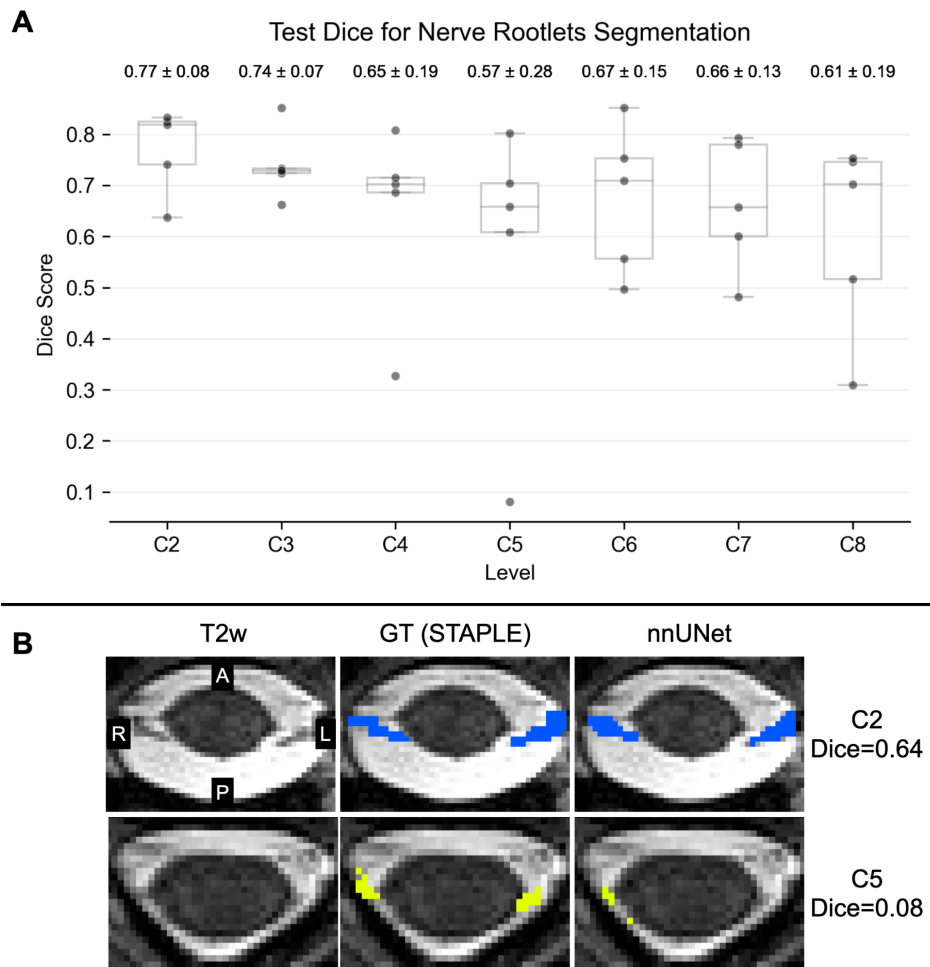 A
Test Dice for Nerve Rootlets Segmentation
0.77 ± 0.08 0.74 ± 0.07 0.65 ± 0.19 0.57 ± 0.28 0.67 ± 0.15 0.66 ± 0.13 0.61 ± 0.19
Dice Score
0.8
0.7
0.6
0.5
0.4
0.3
0.2
0.1
C2 C3 C4 C5 C6 C7 C8
Level
B
T2w GT (STAPLE) nnUNet
A
R L
P
C2
Dice=0.64
C5
Dice=0.08